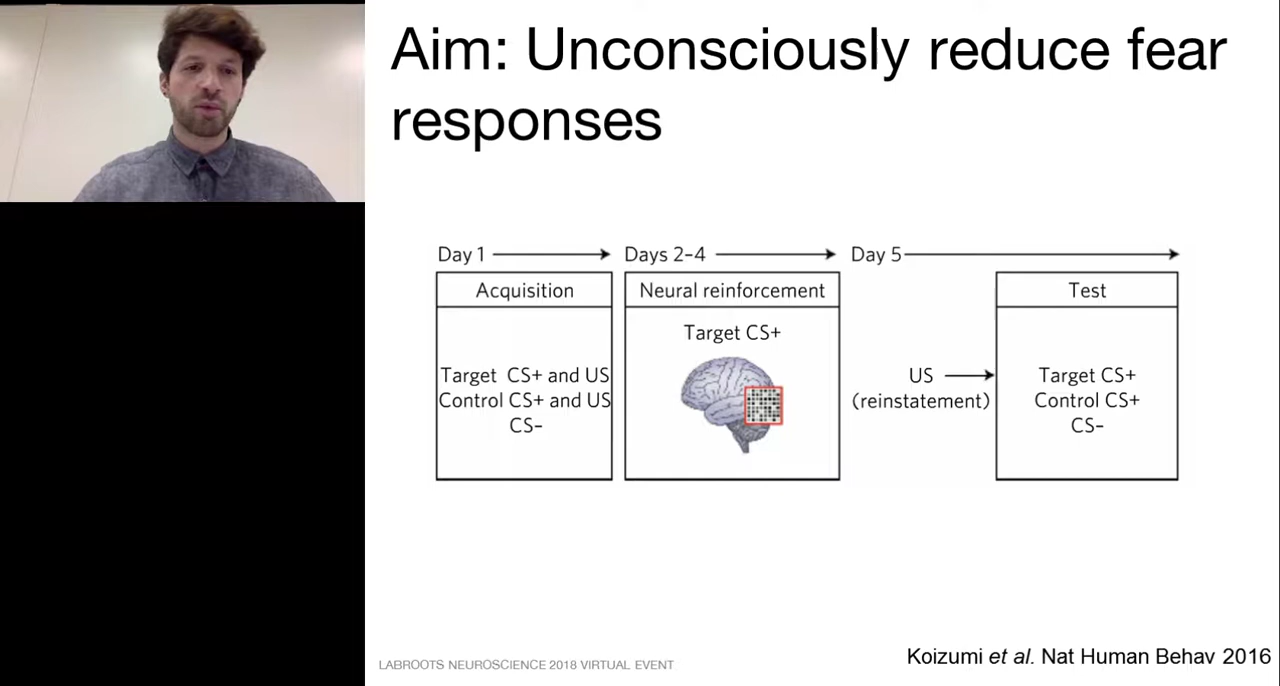 Aim: Unconsciously reduce fear
responses
Day 1
Days 2–4
Day 5
Acquisition
Neural reinforcement
Test
Target CS+
Target CS+ and US
Control CS+ and US
CS–
US
(reinstatement)
Target CS+
Control CS+
CS–
LABROOTS NEUROSCIENCE 2018 VIRTUAL EVENT
Koizumi et al. Nat Human Behav 2016